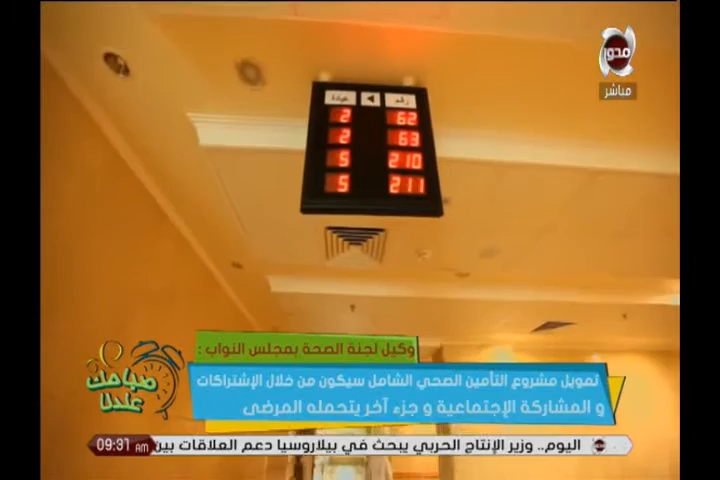 محور
مباشر
رقم ◀ عيادة
62 2
63 2
210 5
211 5
صباحك عندنا
وكيل لجنة الصحة بمجلس النواب :
تمويل مشروع التأمين الصحي الشامل سيكون من خلال الإشتراكات
و المشاركة الإجتماعية و جزء آخر يتحمله المرضى
اليوم.. وزير الإنتاج الحربي يبحث في بيلاروسيا دعم العلاقات بين
09:31 AM